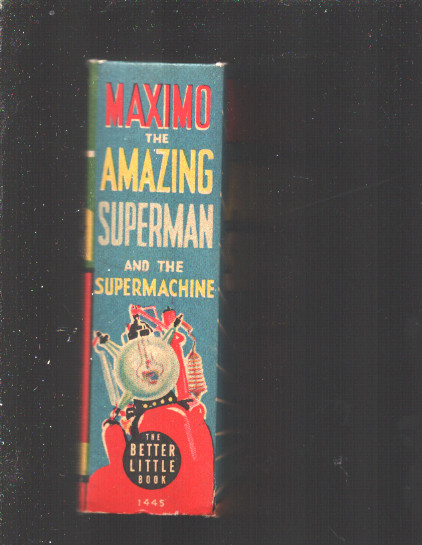 MAXIMO
THE
AMAZING
SUPERMAN
AND THE
SUPERMACHINE
THE
BETTER
LITTLE
BOOK
1445